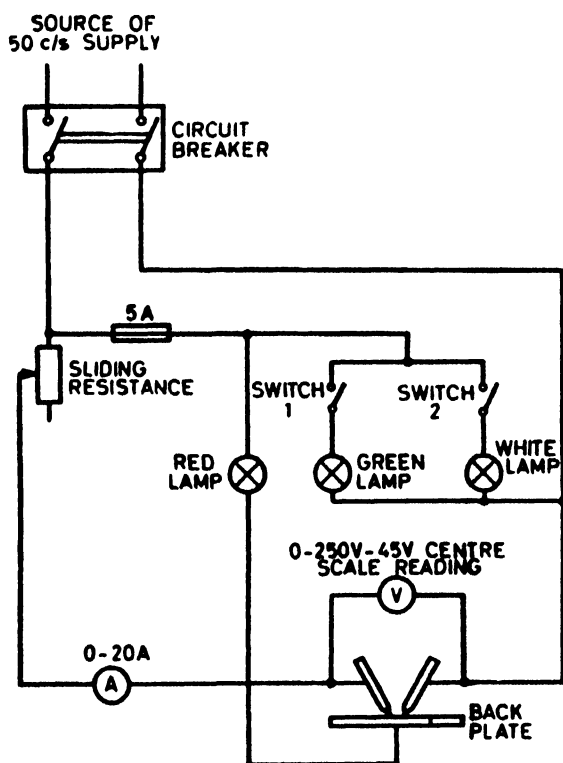 SOURCE OF
50 c/s SUPPLY
CIRCUIT
BREAKER
5A
SLIDING
RESISTANCE
SWITCH
1
SWITCH
2
RED
LAMP
GREEN
LAMP
WHITE
LAMP
0-250V-45V CENTRE
SCALE READING
V
0-20A
A
BACK
PLATE